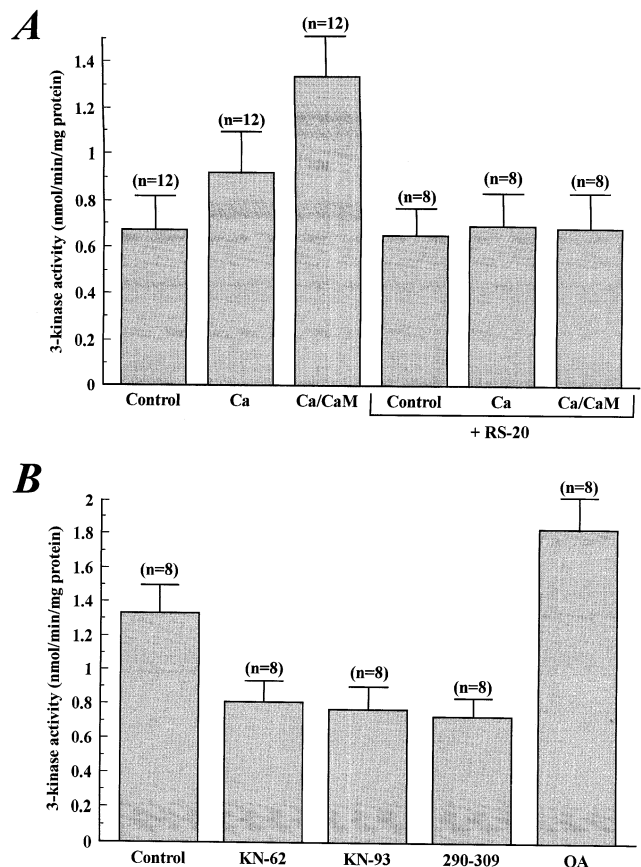 A
3-kinase activity (nmol/min/mg protein)
1.4
1.2
1
0.8
0.6
0.4
0.2
0
(n=12)
(n=12)
(n=12)
(n=8)
(n=8)
(n=8)
Control
Ca
Ca/CaM
Control
Ca
Ca/CaM
+ RS-20
B
3-kinase activity (nmol/min/mg protein)
2
1.8
1.6
1.4
1.2
1
0.8
0.6
0.4
0.2
0
(n=8)
(n=8)
(n=8)
(n=8)
(n=8)
Control
KN-62
KN-93
290-309
OA